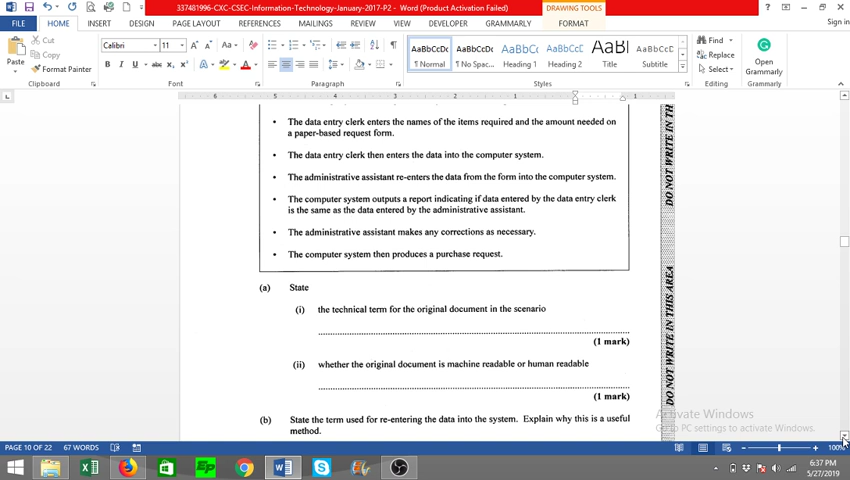 337481996-CXC-CSEC-Information-Technology-January-2017-P2 - Word (Product Activation Failed)
DRAWING TOOLS
FILE HOME INSERT DESIGN PAGE LAYOUT REFERENCES MAILINGS REVIEW VIEW DEVELOPER GRAMMARLY FORMAT
Sign in
Paste
Cut
Copy
Format Painter
Calibri 11
AaBbCcDc AaBbCcDc AaBbCc AaBbCcD AaBl AaBbCcD
¶ Normal ¶ No Spac... Heading 1 Heading 2 Title Subtitle
Find
Replace
Select
Open
Grammarly
Clipboard Font Paragraph Styles Editing Grammarly
• The data entry clerk enters the names of the items required and the amount needed on
a paper-based request form.
• The data entry clerk then enters the data into the computer system.
• The administrative assistant re-enters the data from the form into the computer system.
• The computer system outputs a report indicating if data entered by the data entry clerk
is the same as the data entered by the administrative assistant.
• The administrative assistant makes any corrections as necessary.
• The computer system then produces a purchase request.
(a) State
(i) the technical term for the original document in the scenario
(1 mark)
(ii) whether the original document is machine readable or human readable
(1 mark)
(b) State the term used for re-entering the data into the system. Explain why this is a useful
method.
DO NOT WRITE IN TH
DO NOT WRITE IN THIS AREA
Activate Windows
Go to PC settings to activate Windows.
PAGE 10 OF 22 67 WORDS
100%
6:37 PM
5/27/2019